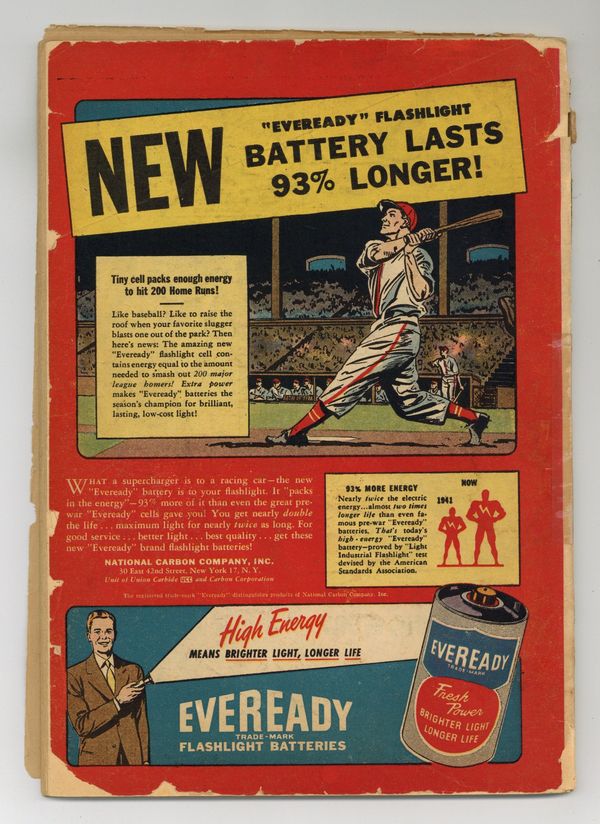 NEW
"EVEREADY" FLASHLIGHT
BATTERY LASTS
93% LONGER!
Tiny cell packs enough energy
to hit 200 Home Runs!
Like baseball? Like to raise the
roof when your favorite slugger
blasts one out of the park? Then
here's news: The amazing new
"Eveready" flashlight cell con-
tains energy equal to the amount
needed to smash out 200 major
league homers! Extra power
makes "Eveready" batteries the
season's champion for brilliant,
lasting, low-cost light!
WHAT a supercharger is to a racing car—the new
"Eveready" battery is to your flashlight. It "packs
in the energy"—93% more of it than even the great pre-
war "Eveready" cells gave you! You get nearly double
the life . . . maximum light for nearly twice as long. For
good service . . . better light . . . best quality . . . get these
new "Eveready" brand flashlight batteries!
NATIONAL CARBON COMPANY, INC.
30 East 42nd Street, New York 17, N. Y.
Unit of Union Carbide UCC and Carbon Corporation
The registered trade-mark "Eveready" distinguishes products of National Carbon Company, Inc.
93% MORE ENERGY
Nearly twice the electric
energy...almost two times
longer life than even fa-
mous pre-war "Eveready"
batteries. That's today's
high-energy "Eveready"
battery—proved by "Light
Industrial Flashlight" test
devised by the American
Standards Association.
1941
NOW
High Energy
MEANS BRIGHTER LIGHT, LONGER LIFE
EVEREADY
TRADE-MARK
FLASHLIGHT BATTERIES
EVEREADY
TRADE-MARK
Fresh
Power
BRIGHTER LIGHT
LONGER LIFE